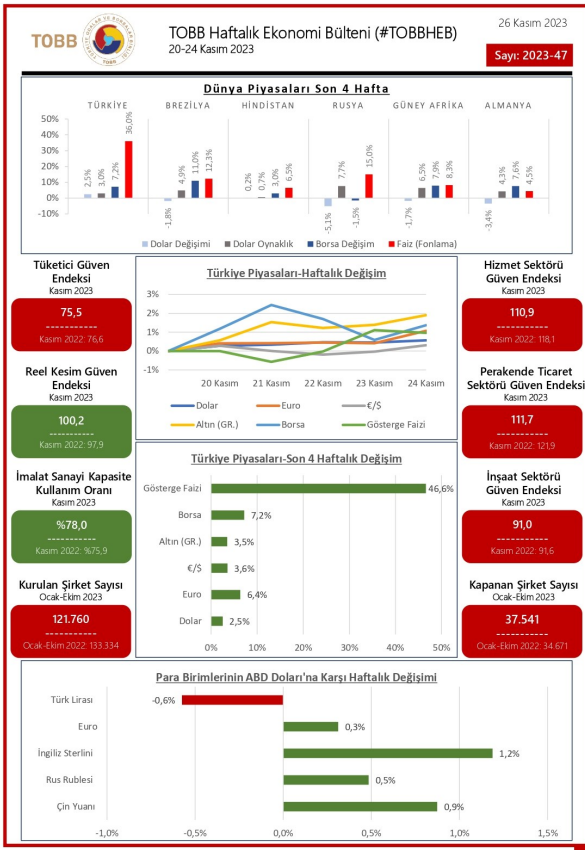 TOBB
TÜRKİYE ODALAR VE BORSALAR BİRLİĞİ
TOBB
TOBB Haftalık Ekonomi Bülteni (#TOBBHEB)
20-24 Kasım 2023
26 Kasım 2023
Sayı: 2023-47
Dünya Piyasaları Son 4 Hafta
TÜRKİYE BREZİLYA HİNDİSTAN RUSYA GÜNEY AFRİKA ALMANYA
50%
40%
30%
20%
10%
0%
-10%
2,5% 3,0% 7,2% 36,0%
-1,8% 4,9% 11,0% 12,3%
0,2% 0,7% 3,0% 6,5%
-5,1% 7,7% -1,5% 15,0%
-1,7% 6,5% 7,9% 8,3%
-3,4% 4,3% 7,6% 4,5%
Dolar Değişimi Dolar Oynaklık Borsa Değişim Faiz (Fonlama)
Tüketici Güven
Endeksi
Kasım 2023
75,5
-----------
Kasım 2022: 76,6
Reel Kesim Güven
Endeksi
Kasım 2023
100,2
-----------
Kasım 2022: 97,9
İmalat Sanayi Kapasite
Kullanım Oranı
Kasım 2023
%78,0
-----------
Kasım 2022: %75,9
Kurulan Şirket Sayısı
Ocak-Ekim 2023
121.760
-----------
Ocak-Ekim 2022: 133.334
Türkiye Piyasaları-Haftalık Değişim
3%
2%
1%
0%
-1%
20 Kasım 21 Kasım 22 Kasım 23 Kasım 24 Kasım
Dolar Euro €/$
Altın (GR.) Borsa Gösterge Faizi
Türkiye Piyasaları-Son 4 Haftalık Değişim
Gösterge Faizi 46,6%
Borsa 7,2%
Altın (GR.) 3,5%
€/$ 3,6%
Euro 6,4%
Dolar 2,5%
0% 10% 20% 30% 40% 50%
Hizmet Sektörü
Güven Endeksi
Kasım 2023
110,9
-----------
Kasım 2022: 118,1
Perakende Ticaret
Sektörü Güven Endeksi
Kasım 2023
111,7
-----------
Kasım 2022: 121,9
İnşaat Sektörü
Güven Endeksi
Kasım 2023
91,0
-----------
Kasım 2022: 91,6
Kapanan Şirket Sayısı
Ocak-Ekim 2023
37.541
-----------
Ocak-Ekim 2022: 34.671
Para Birimlerinin ABD Doları'na Karşı Haftalık Değişimi
Türk Lirası -0,6%
Euro 0,3%
İngiliz Sterlini 1,2%
Rus Rublesi 0,5%
Çin Yuanı 0,9%
-1,0% -0,5% 0,0% 0,5% 1,0% 1,5%